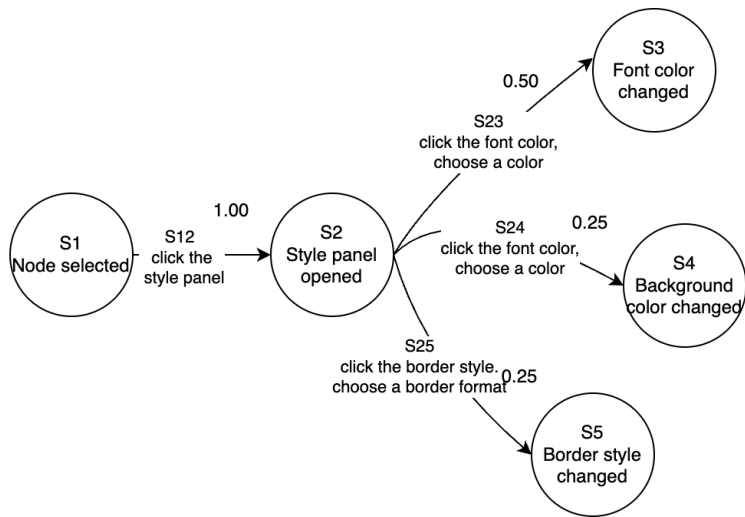 S3
Font color
changed
0.50
S23
click the font color,
choose a color
1.00
S1
Node selected
S12
click the
style panel
S2
Style panel
opened
S24
click the font color,
choose a color
0.25
S4
Background
color changed
S25
click the border style.
choose a border format
0.25
S5
Border style
changed